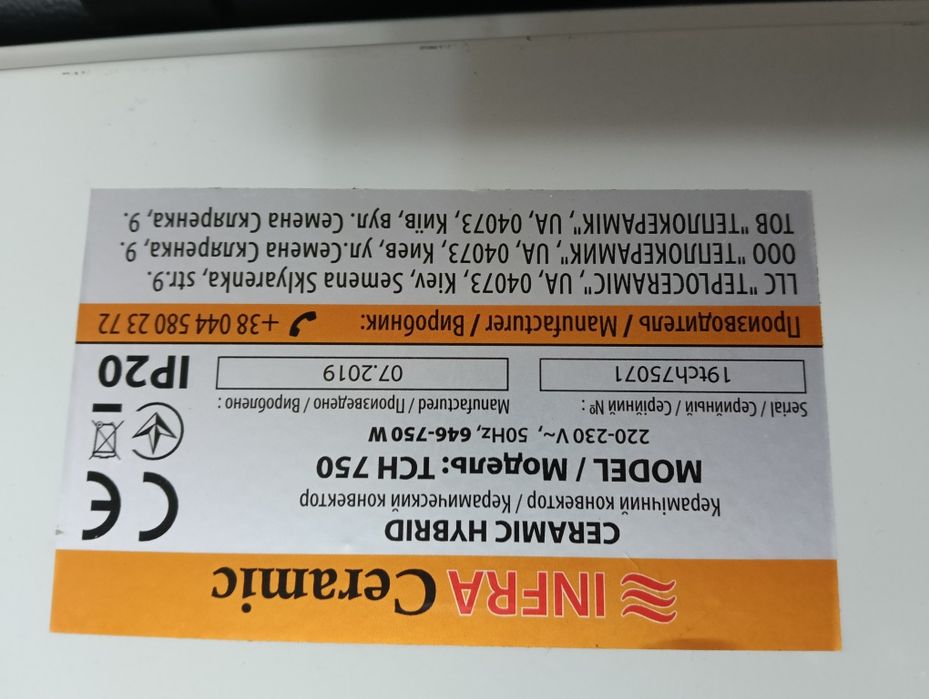 INFRA Ceramic
CERAMIC HYBRID
Керамічний конвектор / Керамический конвектор
MODEL / Модель: TCH 750
220-230 V~, 50Hz, 646-750 W
CE
Serial / Серийный / Серійний №:
19tch75071
Manufactured / Произведено / Вироблено:
07.2019
IP20
Производитель / Manufacturer / Виробник: +38 044 580 23 72
LLC "TEPLOCERAMIC", UA, 04073, Kiev, Semena Sklyarenka, str.9.
ООО "ТЕПЛОКЕРАМИК", UA, 04073, Киев, ул.Семена Скляренка, 9.
ТОВ "ТЕПЛОКЕРАМІК", UA, 04073, Київ, вул. Семена Скляренка, 9.